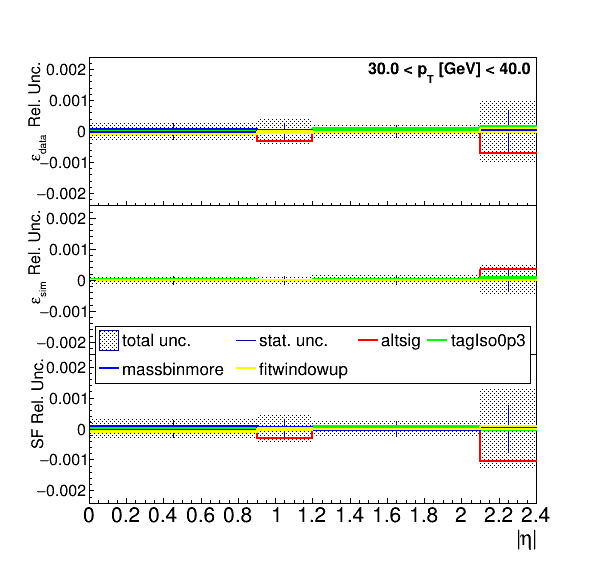 30.0 < p_T [GeV] < 40.0
ε_data Rel. Unc.
0.002
0.001
0
−0.001
−0.002
ε_sim Rel. Unc.
0.002
0.001
0
−0.001
−0.002
total unc. stat. unc. altsig tagIso0p3
massbinmore fitwindowup
SF Rel. Unc.
0.002
0.001
0
−0.001
−0.002
0 0.2 0.4 0.6 0.8 1 1.2 1.4 1.6 1.8 2 2.2 2.4
|η|